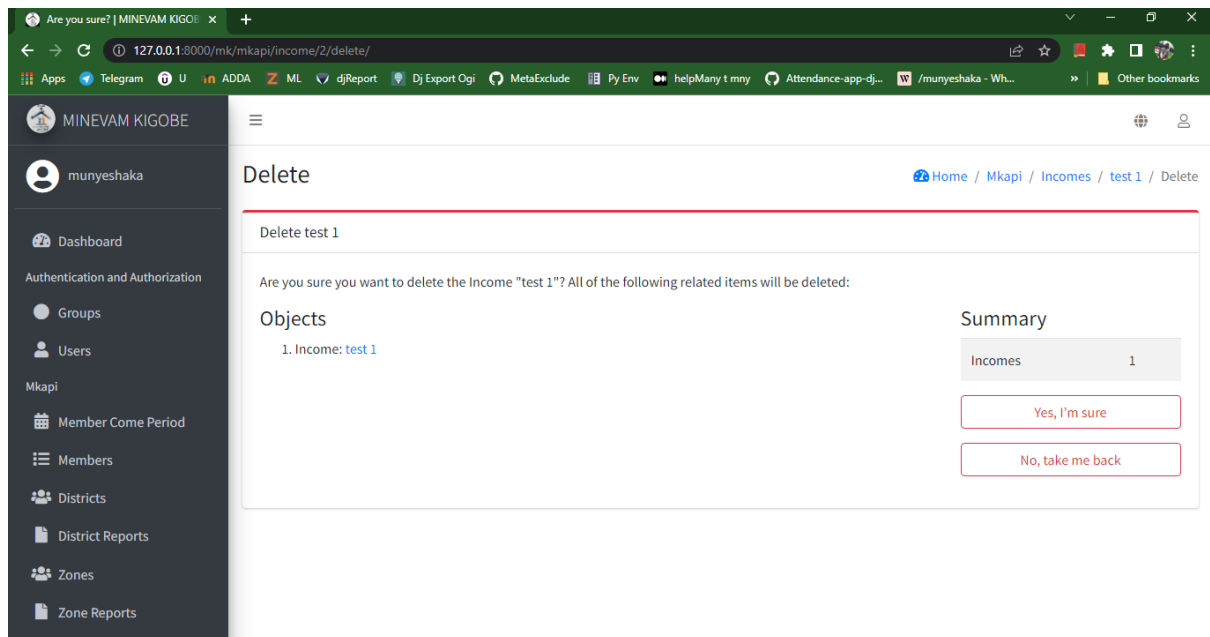 Are you sure? | MINEVAM KIGOB
127.0.0.1:8000/mk/mkapi/income/2/delete/
Apps Telegram U ADDA ML djReport Dj Export Ogi MetaExclude Py Env helpMany t mny Attendance-app-dj... /munyeshaka - Wh... » Other bookmarks
MINEVAM KIGOBE
munyeshaka
Dashboard
Authentication and Authorization
Groups
Users
Mkapi
Member Come Period
Members
Districts
District Reports
Zones
Zone Reports
Delete
Home / Mkapi / Incomes / test 1 / Delete
Delete test 1
Are you sure you want to delete the Income "test 1"? All of the following related items will be deleted:
Objects
1. Income: test 1
Summary
Incomes 1
Yes, I'm sure
No, take me back